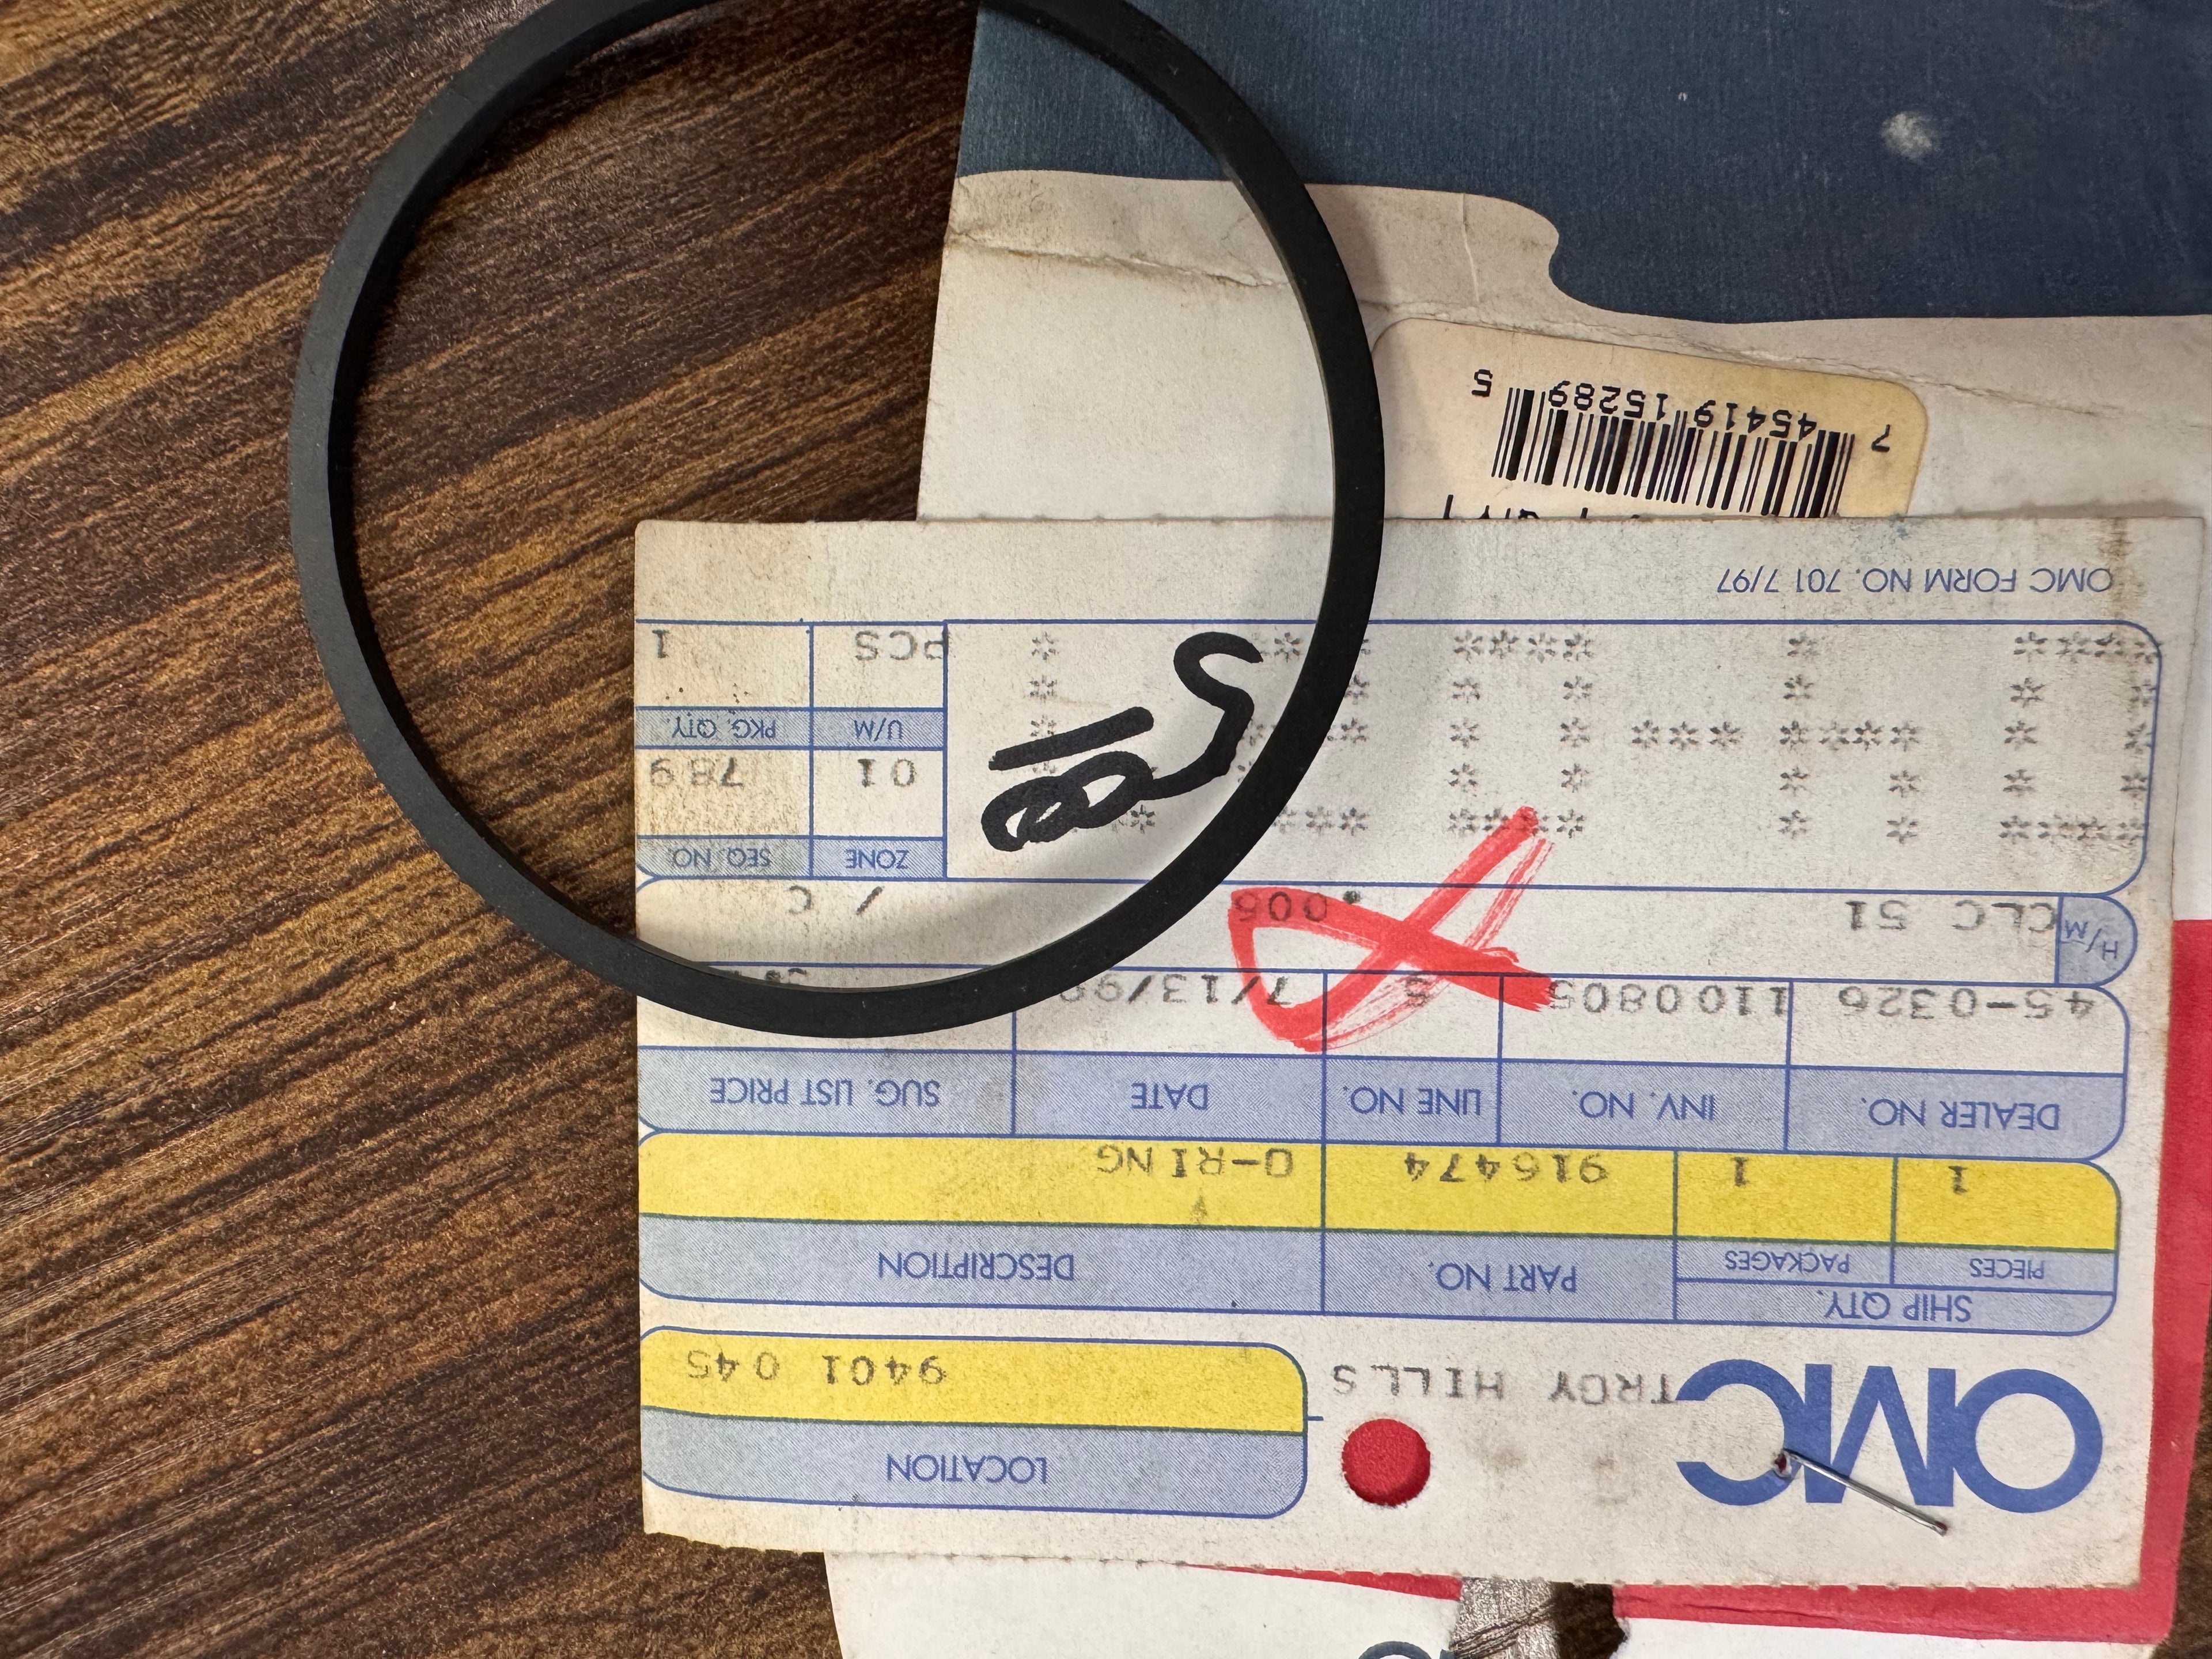 OMC TROY HILLS
LOCATION
9401 045
SHIP QTY.
PIECES PACKAGES PART NO. DESCRIPTION
1 1 916474 O-RING
DEALER NO. INV. NO. LINE NO. DATE SUG. LIST PRICE
45-0326 1100805 5 7/13/98
H/M CLC 51 .006 / C
ZONE SEQ. NO.
01 789
U/M PKG. QTY.
PCS 1
OMC FORM NO. 701 7/97
7 45419 15289 5